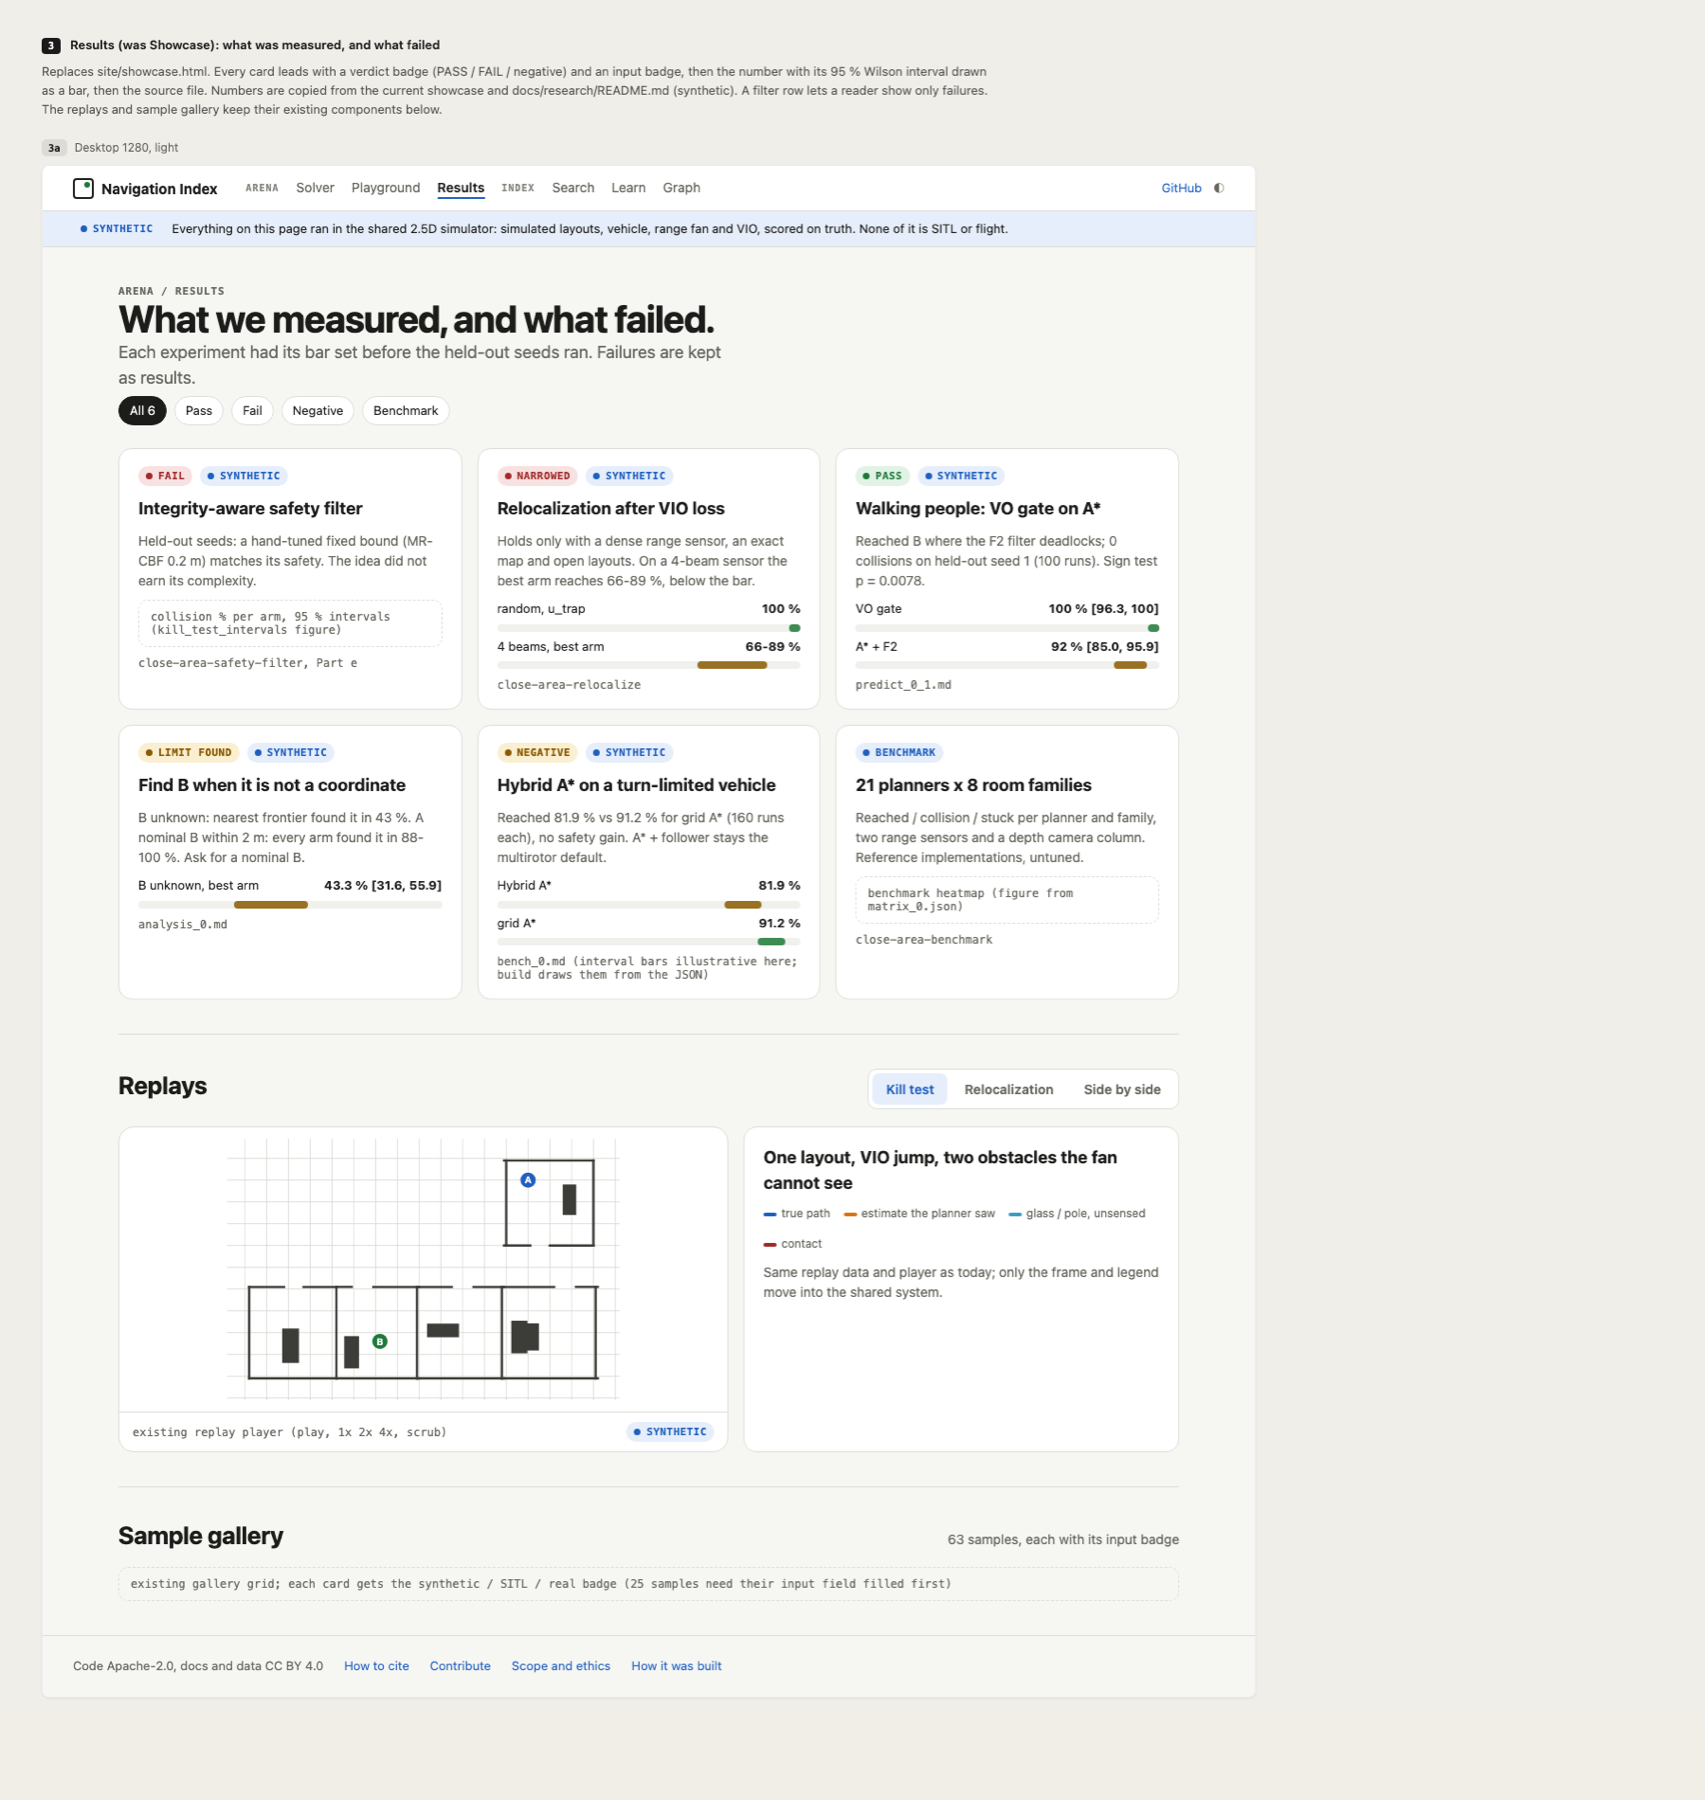 3 Results (was Showcase): what was measured, and what failed
Replaces site/showcase.html. Every card leads with a verdict badge (PASS / FAIL / negative) and an input badge, then the number with its 95 % Wilson interval drawn
as a bar, then the source file. Numbers are copied from the current showcase and docs/research/README.md (synthetic). A filter row lets a reader show only failures.
The replays and sample gallery keep their existing components below.
3a Desktop 1280, light
Navigation Index ARENA Solver Playground Results INDEX Search Learn Graph GitHub
SYNTHETIC Everything on this page ran in the shared 2.5D simulator: simulated layouts, vehicle, range fan and VIO, scored on truth. None of it is SITL or flight.
ARENA / RESULTS
What we measured, and what failed.
Each experiment had its bar set before the held-out seeds ran. Failures are kept
as results.
All 6 Pass Fail Negative Benchmark
FAIL SYNTHETIC
Integrity-aware safety filter
Held-out seeds: a hand-tuned fixed bound (MR-
CBF 0.2 m) matches its safety. The idea did not
earn its complexity.
collision % per arm, 95 % intervals
(kill_test_intervals figure)
close-area-safety-filter, Part e
NARROWED SYNTHETIC
Relocalization after VIO loss
Holds only with a dense range sensor, an exact
map and open layouts. On a 4-beam sensor the
best arm reaches 66-89 %, below the bar.
random, u_trap 100 %
4 beams, best arm 66-89 %
close-area-relocalize
PASS SYNTHETIC
Walking people: VO gate on A*
Reached B where the F2 filter deadlocks; 0
collisions on held-out seed 1 (100 runs). Sign test
p = 0.0078.
VO gate 100 % [96.3, 100]
A* + F2 92 % [85.0, 95.9]
predict_0_1.md
LIMIT FOUND SYNTHETIC
Find B when it is not a coordinate
B unknown: nearest frontier found it in 43 %. A
nominal B within 2 m: every arm found it in 88-
100 %. Ask for a nominal B.
B unknown, best arm 43.3 % [31.6, 55.9]
analysis_0.md
NEGATIVE SYNTHETIC
Hybrid A* on a turn-limited vehicle
Reached 81.9 % vs 91.2 % for grid A* (160 runs
each), no safety gain. A* + follower stays the
multirotor default.
Hybrid A* 81.9 %
grid A* 91.2 %
bench_0.md (interval bars illustrative here;
build draws them from the JSON)
BENCHMARK
21 planners x 8 room families
Reached / collision / stuck per planner and family,
two range sensors and a depth camera column.
Reference implementations, untuned.
benchmark heatmap (figure from
matrix_0.json)
close-area-benchmark
Replays
Kill test Relocalization Side by side
A
B
existing replay player (play, 1x 2x 4x, scrub) SYNTHETIC
One layout, VIO jump, two obstacles the fan
cannot see
true path estimate the planner saw glass / pole, unsensed
contact
Same replay data and player as today; only the frame and legend
move into the shared system.
Sample gallery
63 samples, each with its input badge
existing gallery grid; each card gets the synthetic / SITL / real badge (25 samples need their input field filled first)
Code Apache-2.0, docs and data CC BY 4.0 How to cite Contribute Scope and ethics How it was built